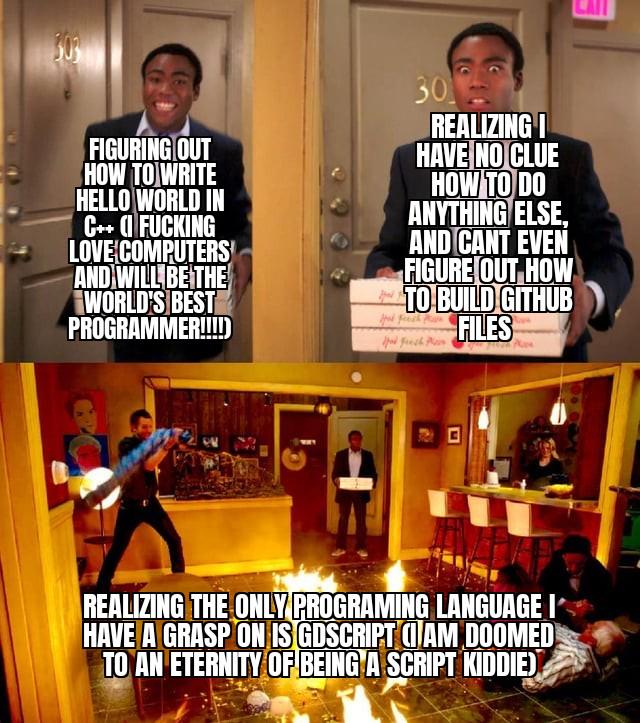 303
FIGURING OUT
HOW TO WRITE
HELLO WORLD IN
C++ (I FUCKING
LOVE COMPUTERS
AND WILL BE THE
WORLD'S BEST
PROGRAMMER!!!!)
EXIT
30
REALIZING I
HAVE NO CLUE
HOW TO DO
ANYTHING ELSE,
AND CANT EVEN
FIGURE OUT HOW
TO BUILD GITHUB
FILES
REALIZING THE ONLY PROGRAMING LANGUAGE I
HAVE A GRASP ON IS GDSCRIPT (I AM DOOMED
TO AN ETERNITY OF BEING A SCRIPT KIDDIE)